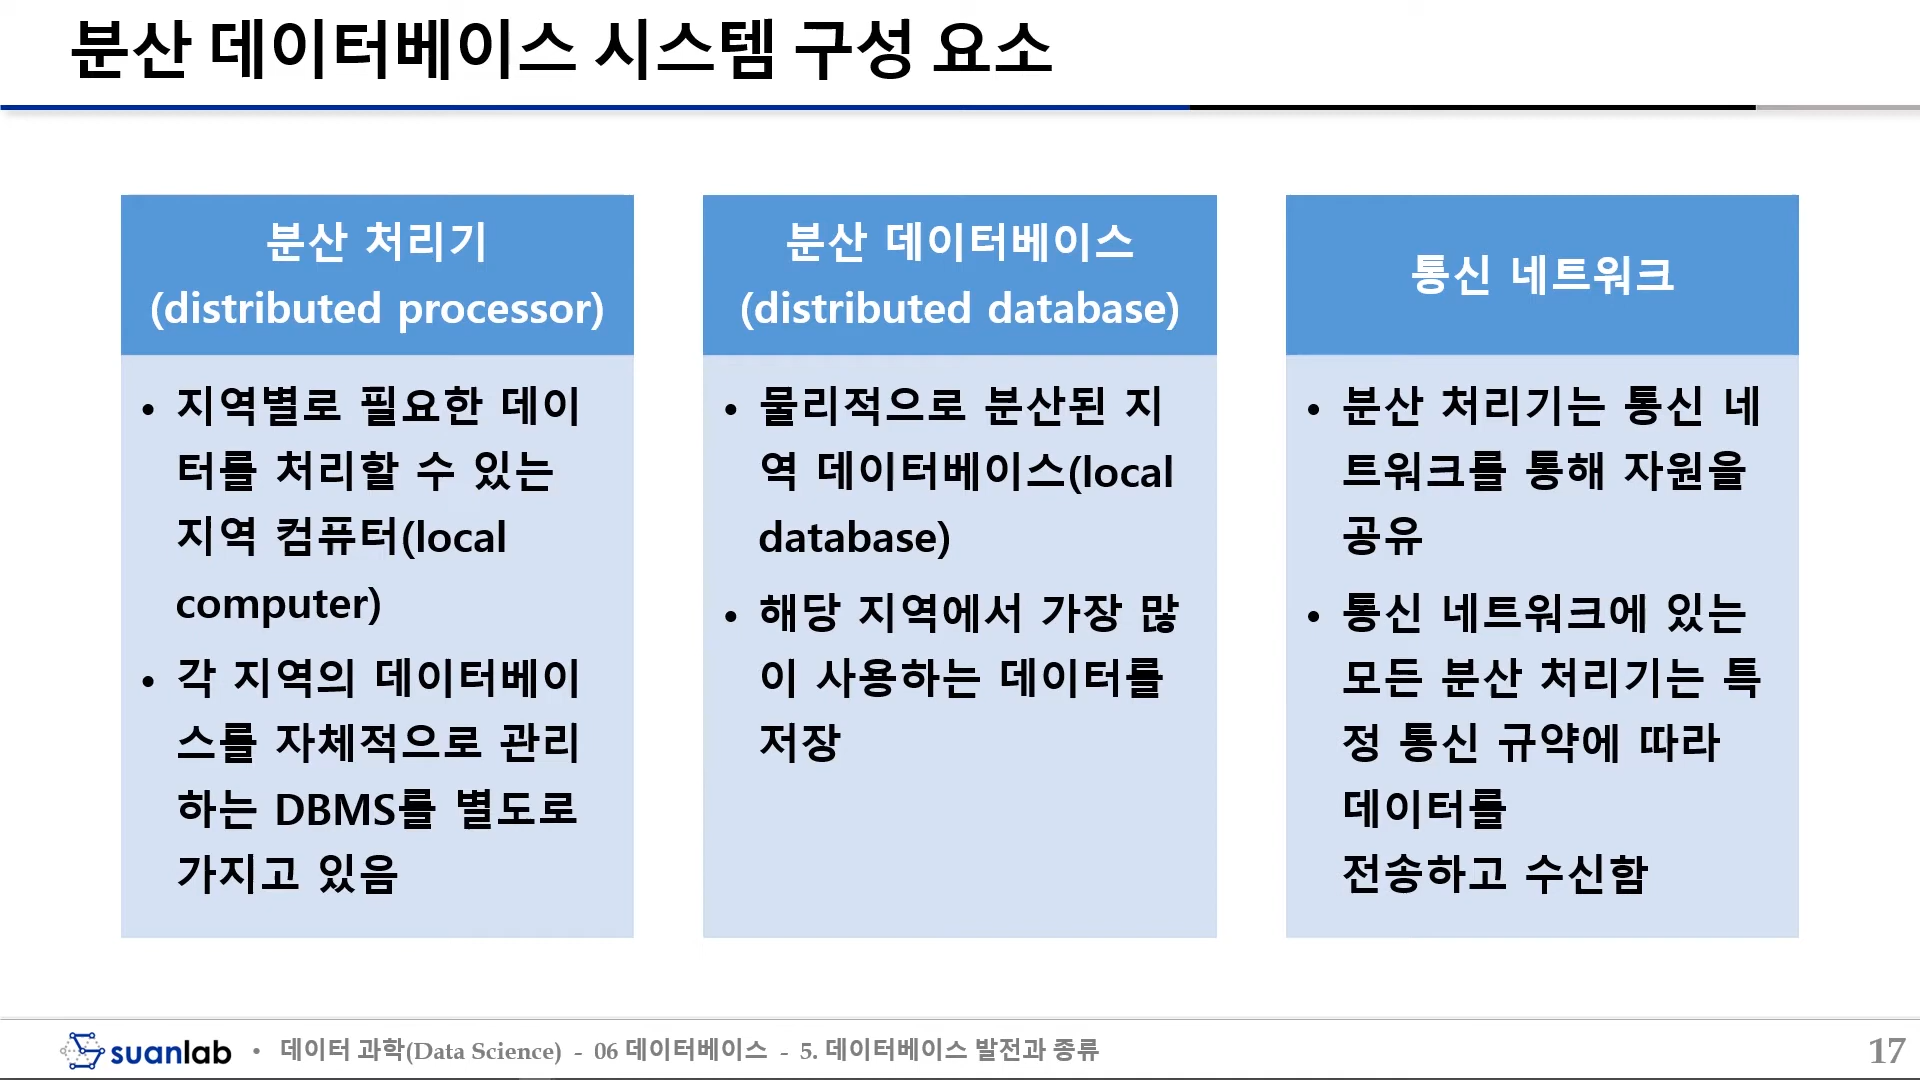 분산 데이터베이스 시스템 구성 요소
분산 처리기
(distributed processor)
• 지역별로 필요한 데이
터를 처리할 수 있는
지역 컴퓨터(local
computer)
• 각 지역의 데이터베이
스를 자체적으로 관리
하는 DBMS를 별도로
가지고 있음
분산 데이터베이스
(distributed database)
• 물리적으로 분산된 지
역 데이터베이스(local
database)
• 해당 지역에서 가장 많
이 사용하는 데이터를
저장
통신 네트워크
• 분산 처리기는 통신 네
트워크를 통해 자원을
공유
• 통신 네트워크에 있는
모든 분산 처리기는 특
정 통신 규약에 따라
데이터를
전송하고 수신함
suanlab • 데이터 과학(Data Science) - 06 데이터베이스 - 5. 데이터베이스 발전과 종류
17